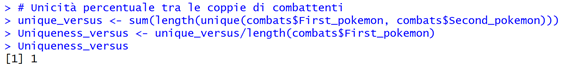 > # Unicità percentuale tra le coppie di combattenti
> unique_versus <- sum(length(unique(combats$First_pokemon, combats$Second_pokemon)))
> Uniqueness_versus <- unique_versus/length(combats$First_pokemon)
> Uniqueness_versus
[1] 1